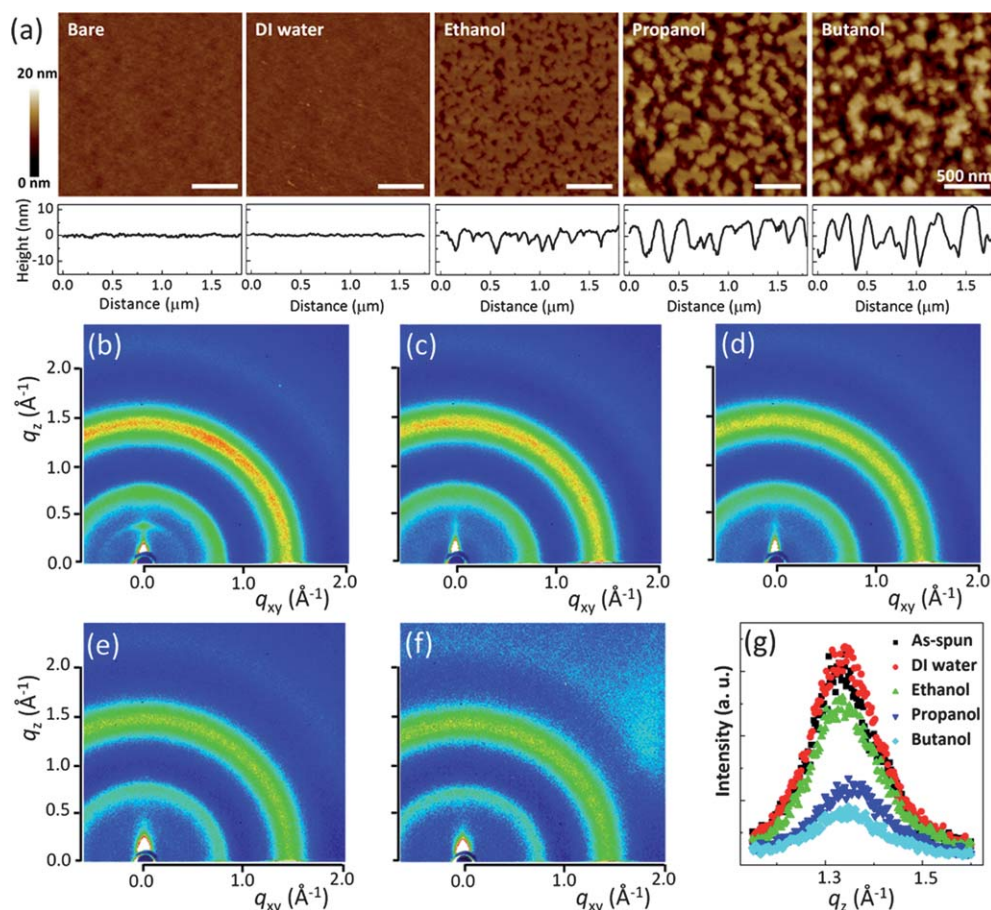 (a)
Bare
DI water
Ethanol
Propanol
Butanol
20 nm
0 nm
500 nm
Height (nm)
10
0
-10
0.0 0.5 1.0 1.5
0.0 0.5 1.0 1.5
0.0 0.5 1.0 1.5
0.0 0.5 1.0 1.5
0.0 0.5 1.0 1.5
Distance (μm)
Distance (μm)
Distance (μm)
Distance (μm)
Distance (μm)
(b)
qz (Å-1)
2.0
1.5
1.0
0.5
0.0
0.0 1.0 2.0
qxy (Å-1)
(c)
0.0 1.0 2.0
qxy (Å-1)
(d)
0.0 1.0 2.0
qxy (Å-1)
(e)
qz (Å-1)
2.0
1.5
1.0
0.5
0.0
0.0 1.0 2.0
qxy (Å-1)
(f)
0.0 1.0 2.0
qxy (Å-1)
(g)
Intensity (a. u.)
As-spun
DI water
Ethanol
Propanol
Butanol
1.3 1.5
qz (Å-1)